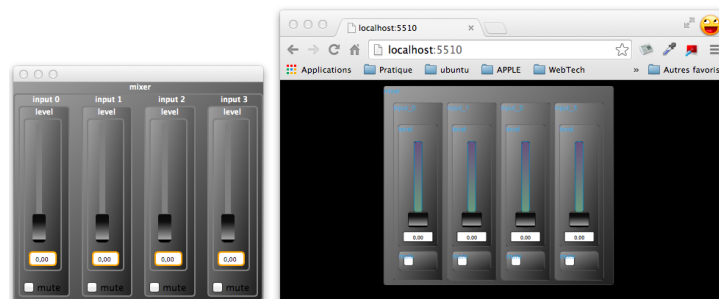 localhost:5510
localhost:5510
Applications Pratique ubuntu APPLE WebTech » Autres favoris
mixer
input 0 input 1 input 2 input 3
level level level level
0,00 0,00 0,00 0,00
mute mute mute mute
0.00 0.00 0.00 0.00